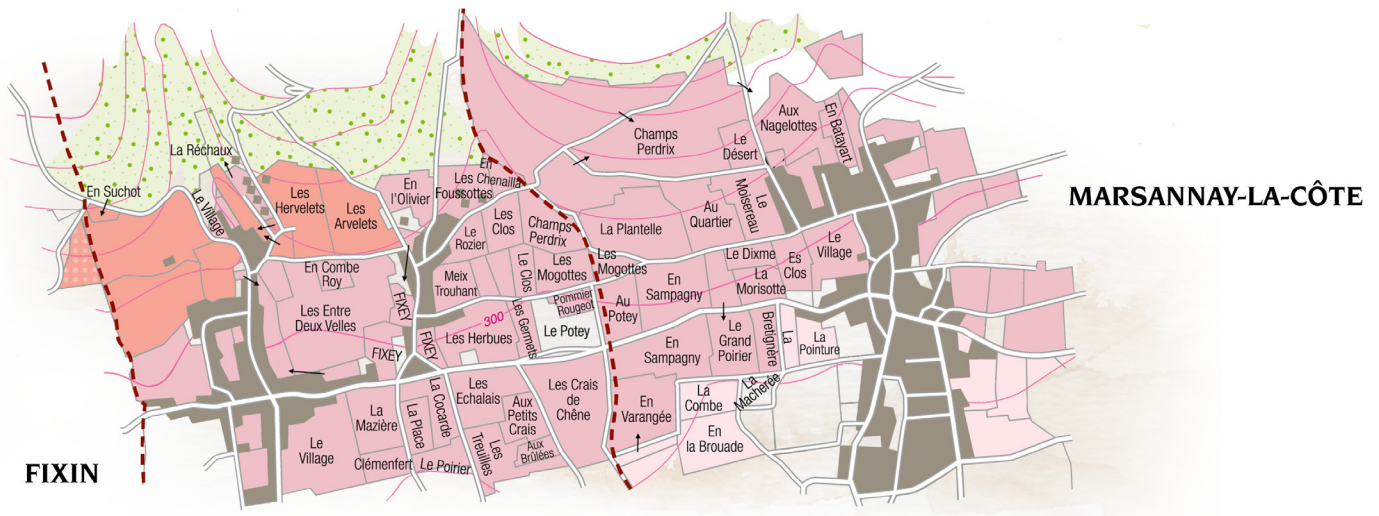 La Réchaux
En Suchot
Le Village
Les
Hervelets
Les
Arvelets
En
l'Olivier
En
Les Chenailla
Foussottes
Les
Clos
Le
Rozier
Champs
Perdrix
Champs
Perdrix
Le
Désert
Aux
Nagelottes
En Batayart
Le
Moisereau
Au
Quartier
La Plantelle
MARSANNAY-LA-CÔTE
En Combe
Roy
Les Entre
Deux Velles
FIXEY
FIXEY
FIXEY
Meix
Trouhant
Le Clos
Les
Mogottes
Les
Mogottes
Pommier
Rougeot
Le Potey
Les Germets
300
Les Herbues
Au
Potey
En
Sampagny
Le Dixme
La
Morisotte
Es
Clos
Le
Village
En
Sampagny
Le
Grand
Poirier
Bretignère
La
La
Pointure
La
Macherée
La
Combe
En
Varangée
En
la Brouade
Les Crais
de
Chêne
Les
Echalais
Aux
Petits
Crais
Aux
Brûlées
Les
Treuilles
La Cocarde
La Place
La
Mazière
Clémenfert
Le Poirier
Le
Village
FIXIN